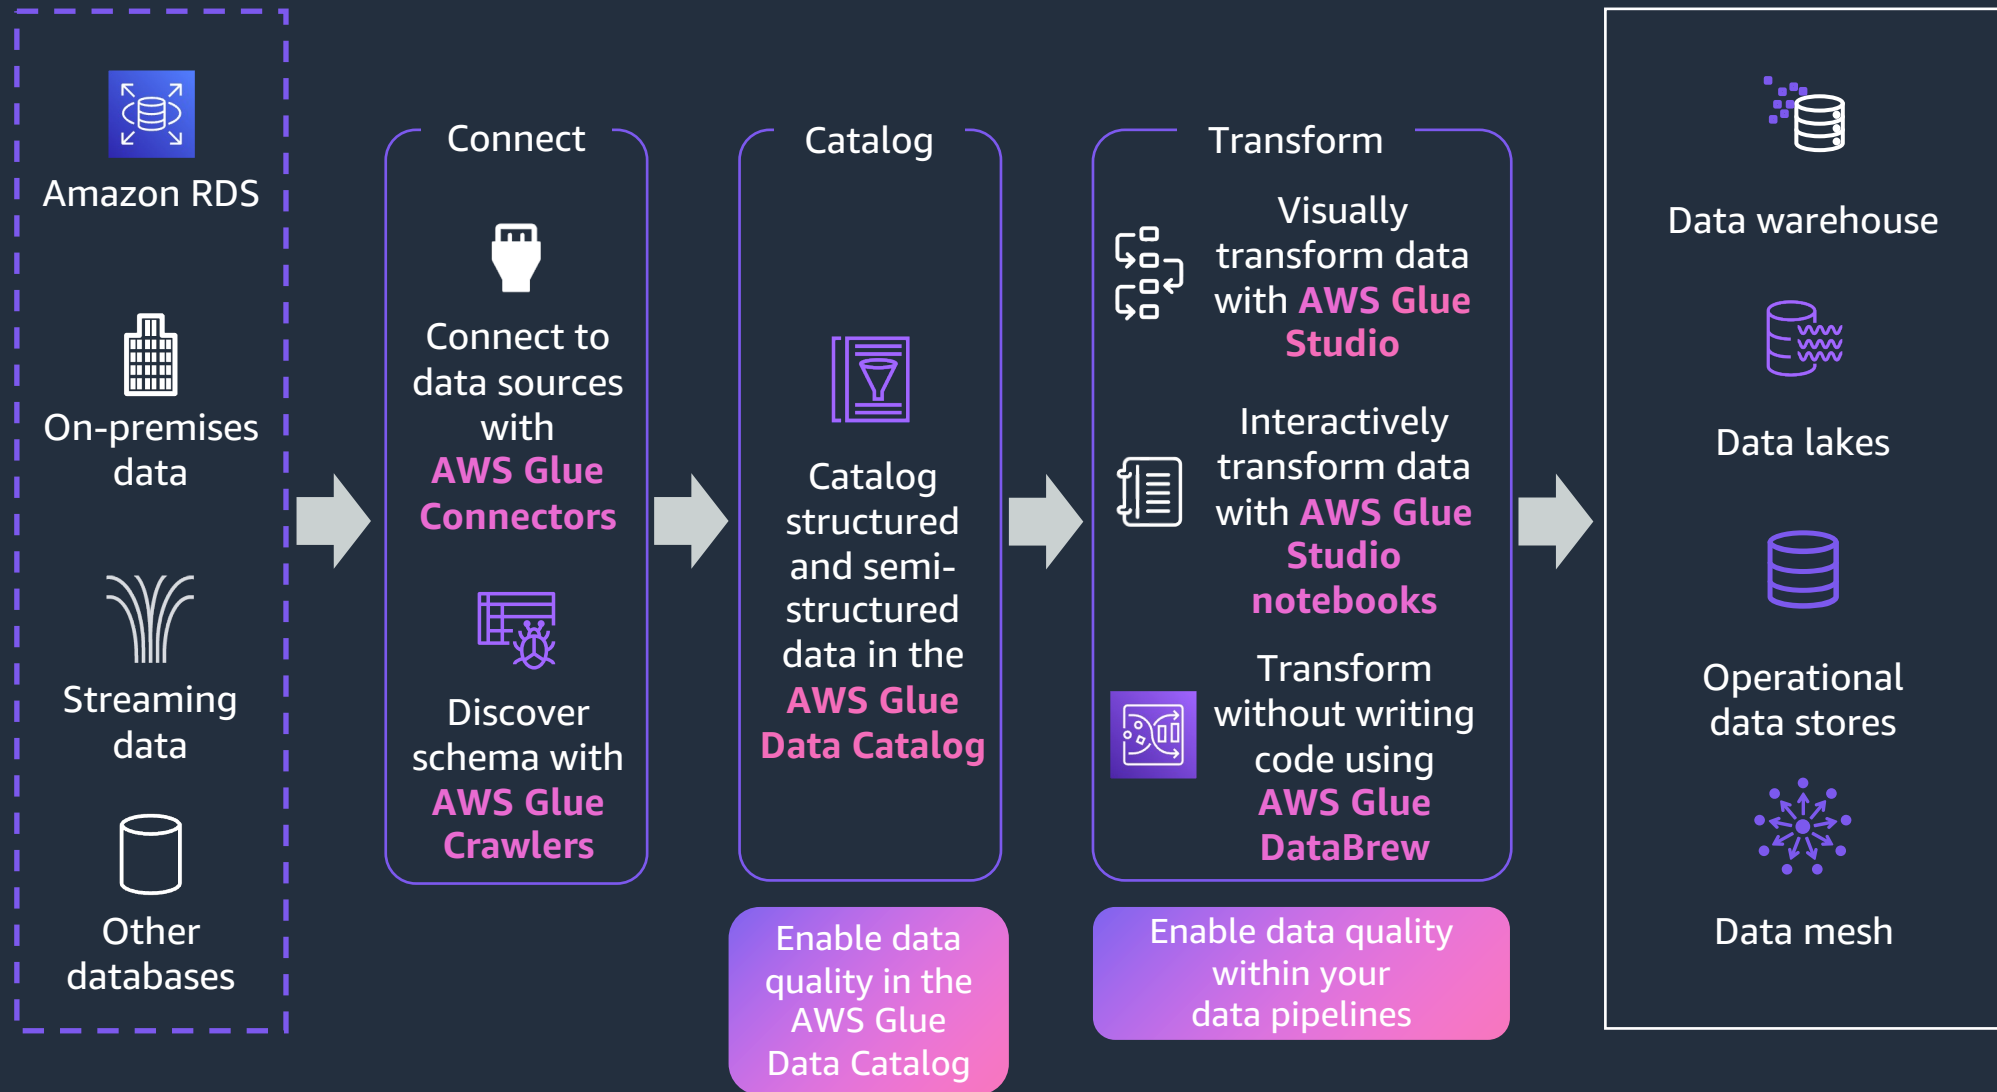 Amazon RDS
On-premises
data
Streaming
data
Other
databases
Connect
Connect to
data sources
with
AWS Glue
Connectors
Discover
schema with
AWS Glue
Crawlers
Catalog
Catalog
structured
and semi-
structured
data in the
AWS Glue
Data Catalog
Enable data
quality in the
AWS Glue
Data Catalog
Transform
Visually
transform data
with AWS Glue
Studio
Interactively
transform data
with AWS Glue
Studio
notebooks
Transform
without writing
code using
AWS Glue
DataBrew
Enable data quality
within your
data pipelines
Data warehouse
Data lakes
Operational
data stores
Data mesh